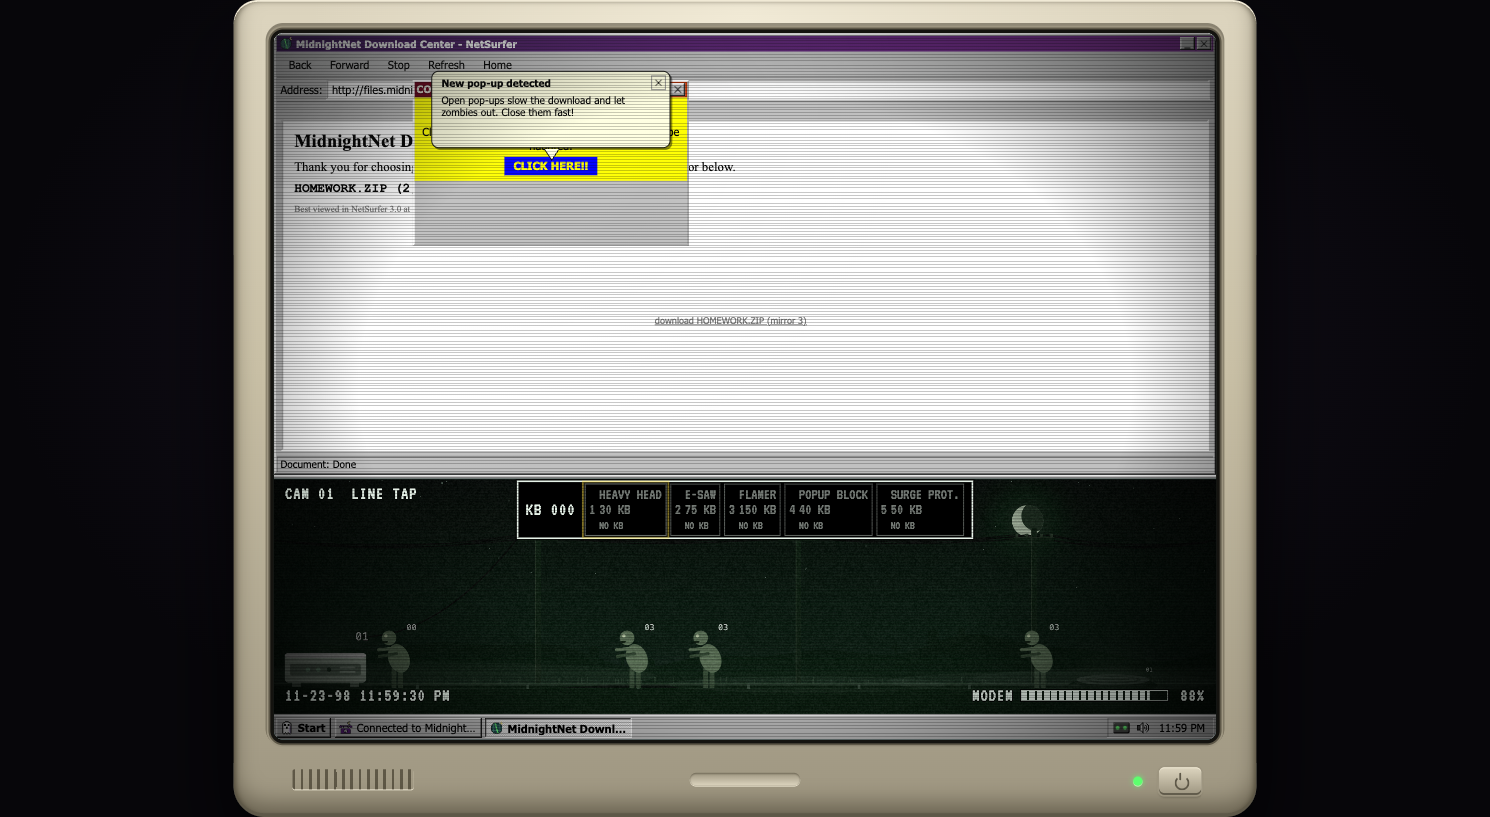 MidnightNet Download Center - NetSurfer
Back Forward Stop Refresh Home
Address: http://files.midni
CO
New pop-up detected
Open pop-ups slow the download and let
zombies out. Close them fast!
MidnightNet D
CLICK HERE!!
Thank you for choosin
or below.
HOMEWORK.ZIP (2
Best viewed in NetSurfer 3.0 at
download HOMEWORK.ZIP (mirror 3)
Document: Done
CAM 01 LINE TAP
KB 000
HEAVY HEAD
1 30 KB
NO KB
E-SAW
2 75 KB
NO KB
FLAMER
3 150 KB
NO KB
POPUP BLOCK
4 40 KB
NO KB
SURGE PROT.
5 50 KB
NO KB
01
00
03
03
03
01
11-23-98 11:59:30 PM
MODEM 88%
Start
Connected to Midnight...
MidnightNet Downl...
11:59 PM